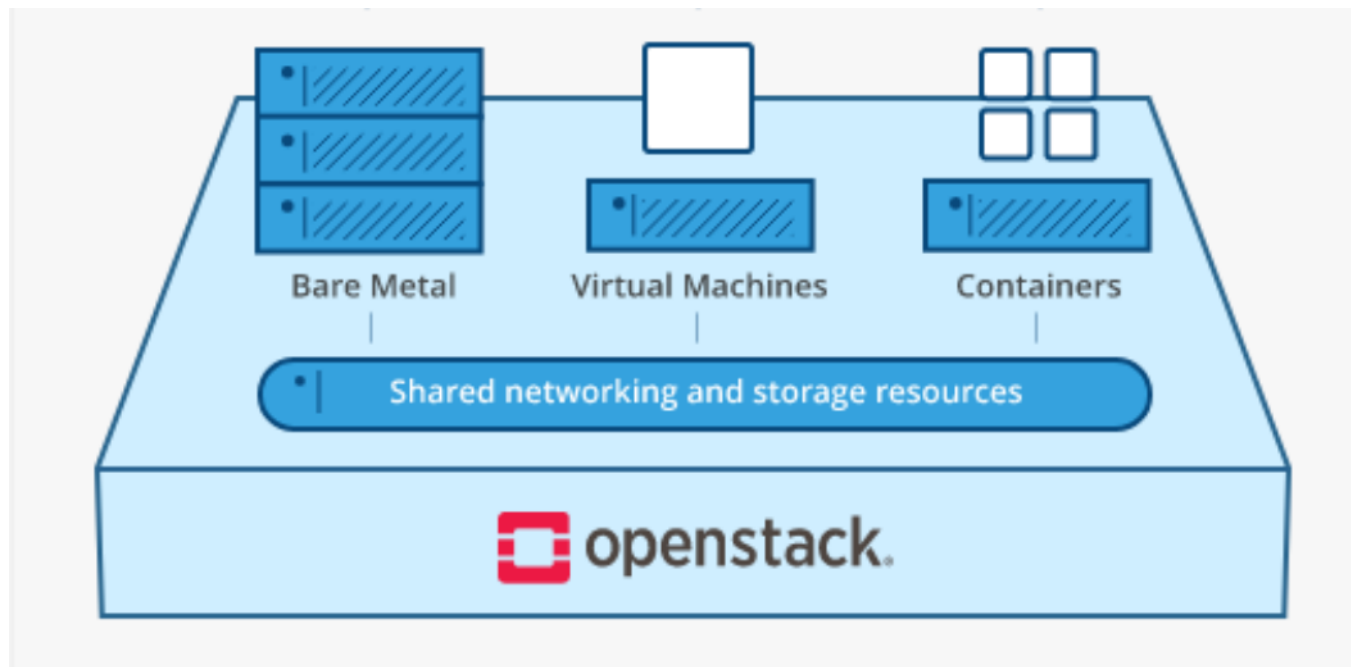 Bare Metal
Virtual Machines
Containers
Shared networking and storage resources
openstack.